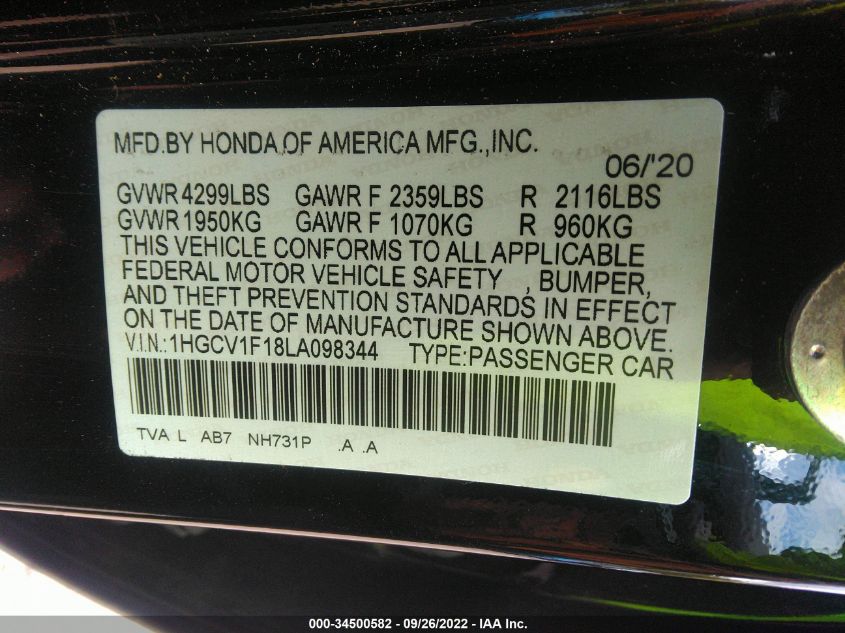 MFD.BY HONDA OF AMERICA MFG.,INC.
06/'20
GVWR 4299LBS GAWR F 2359LBS R 2116LBS
GVWR 1950KG GAWR F 1070KG R 960KG
THIS VEHICLE CONFORMS TO ALL APPLICABLE
FEDERAL MOTOR VEHICLE SAFETY , BUMPER,
AND THEFT PREVENTION STANDARDS IN EFFECT
ON THE DATE OF MANUFACTURE SHOWN ABOVE.
V.I.N.:1HGCV1F18LA098344 TYPE:PASSENGER CAR
TVA L AB7 NH731P .A .A
000-34500582 - 09/26/2022 - IAA Inc.